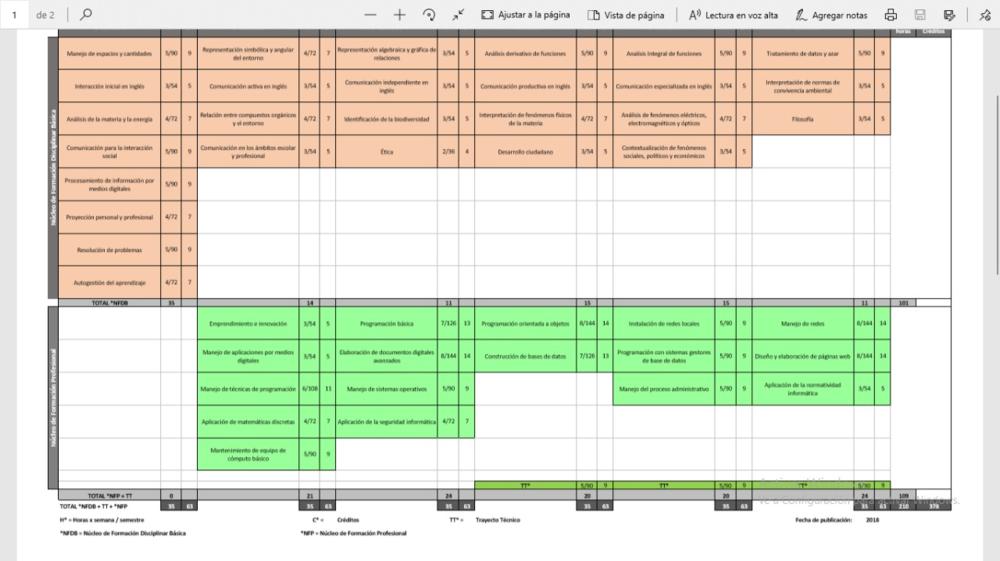 1 de 2 Ajustar a la página Vista de página Lectura en voz alta Agregar notas
horas Créditos
Núcleo de Formación Disciplinar Básica
Manejo de espacios y cantidades 5/90 9 Representación simbólica y angular del entorno 4/72 7 Representación algebraica y gráfica de relaciones 3/54 5 Análisis derivativo de funciones 5/90 9 Análisis integral de funciones 5/90 9 Tratamiento de datos y azar 5/90 9
Interacción inicial en inglés 3/54 5 Comunicación activa en inglés 3/54 5 Comunicación independiente en inglés 3/54 5 Comunicación productiva en inglés 3/54 5 Comunicación especializada en inglés 3/54 5 Interpretación de normas de convivencia ambiental 3/54 5
Análisis de la materia y la energía 4/72 7 Relación entre compuestos orgánicos y el entorno 4/72 7 Identificación de la biodiversidad 3/54 5 Interpretación de fenómenos físicos de la materia 4/72 7 Análisis de fenómenos eléctricos, electromagnéticos y ópticos 4/72 7 Filosofía 3/54 5
Comunicación para la interacción social 5/90 9 Comunicación en los ámbitos escolar y profesional 3/54 5 Ética 2/36 4 Desarrollo ciudadano 3/54 5 Contextualización de fenómenos sociales, políticos y económicos 3/54 5
Procesamiento de información por medios digitales 5/90 9
Proyección personal y profesional 4/72 7
Resolución de problemas 5/90 9
Autogestión del aprendizaje 4/72 7
TOTAL *NFDB 35 14 11 15 15 11 101
Núcleo de Formación Profesional
Emprendimiento e innovación 3/54 5 Programación básica 7/126 13 Programación orientada a objetos 8/144 14 Instalación de redes locales 5/90 9 Manejo de redes 8/144 14
Manejo de aplicaciones por medios digitales 3/54 5 Elaboración de documentos digitales avanzados 8/144 14 Construcción de bases de datos 7/126 13 Programación con sistemas gestores de base de datos 5/90 9 Diseño y elaboración de páginas web 8/144 14
Manejo de técnicas de programación 6/108 11 Manejo de sistemas operativos 5/90 9 Manejo del proceso administrativo 5/90 9 Aplicación de la normatividad informática 3/54 5
Aplicación de matemáticas discretas 4/72 7 Aplicación de la seguridad informática 4/72 7
Mantenimiento de equipo de cómputo básico 5/90 9
TT* 5/90 9 TT* 5/90 9 TT* 5/90 9
TOTAL *NFP + TT 0 21 24 20 20 24 109
TOTAL *NFDB + TT + *NFP 35 63 35 63 35 63 35 63 35 63 35 63 210 378
H* = Horas x semana / semestre C* = Créditos TT* = Trayecto Técnico Fecha de publicación: 2018
*NFDB = Núcleo de Formación Disciplinar Básica *NFP = Núcleo de Formación Profesional